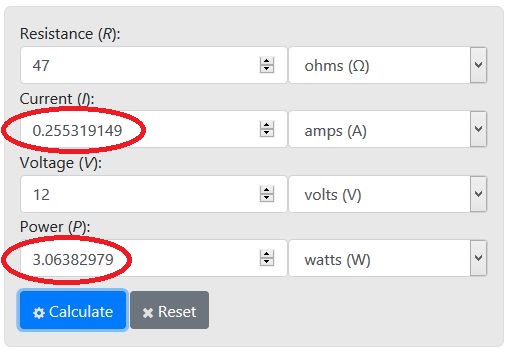 Resistance (R):
47 ohms (Ω)
Current (I):
0.255319149 amps (A)
Voltage (V):
12 volts (V)
Power (P):
3.06382979 watts (W)
Calculate Reset